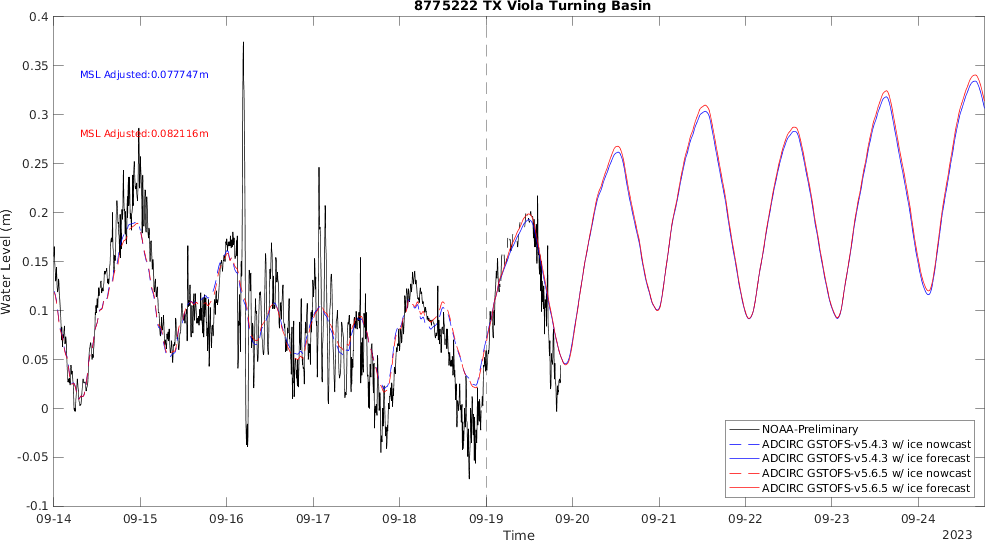 8775222 TX Viola Turning Basin
MSL Adjusted:0.077747m
MSL Adjusted:0.082116m
Water Level (m)
0.4
0.35
0.3
0.25
0.2
0.15
0.1
0.05
0
-0.05
-0.1
NOAA-Preliminary
ADCIRC GSTOFS-v5.4.3 w/ ice nowcast
ADCIRC GSTOFS-v5.4.3 w/ ice forecast
ADCIRC GSTOFS-v5.6.5 w/ ice nowcast
ADCIRC GSTOFS-v5.6.5 w/ ice forecast
09-14 09-15 09-16 09-17 09-18 09-19 09-20 09-21 09-22 09-23 09-24
Time
2023